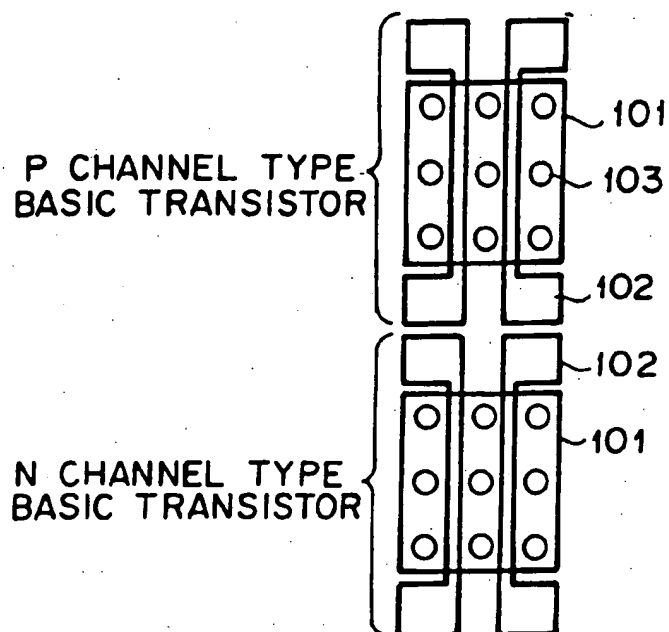 P CHANNEL TYPE
BASIC TRANSISTOR
101
103
102
102
101
N CHANNEL TYPE
BASIC TRANSISTOR